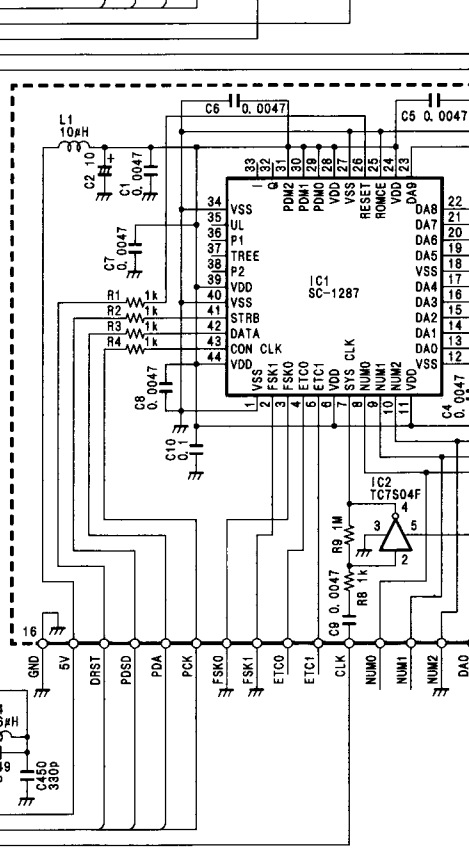 C6 0.0047
C5 0.0047
L1
10μH
C2 10 +
C1 0.0047
33
32
31
30
29
28
27
26
25
24
23
I
Q
PDM2
PDM1
PDM0
VDD
VSS
RESET
ROMCE
VDD
DA9
34 VSS
35 UL
36 P1
37 TREE
38 P2
39 VDD
40 VSS
41 STRB
42 DATA
43 CON CLK
44 VDD
DA8 22
DA7 21
DA6 20
DA5 19
VSS 18
DA4 17
DA3 16
DA2 15
DA1 14
DA0 13
VSS 12
IC1
SC-1287
C7
0.0047
R1 1k
R2 1k
R3 1k
R4 1k
C8
0.0047
C10
0.1
C4
0.0047
VSS
FSK1
FSK0
ETC0
ETC1
VDD
SYS CLK
NUM0
NUM1
NUM2
VDD
1
2
3
4
5
6
7
8
9
10
11
IC2
TC7S04F
4
3
5
2
R9 1M
R8 1k
C9 0.0047
16
GND
5V
DRST
PDSD
PDA
PCK
FSK0
FSK1
ETC0
ETC1
CLK
NUM0
NUM1
NUM2
DA0
C450
330p